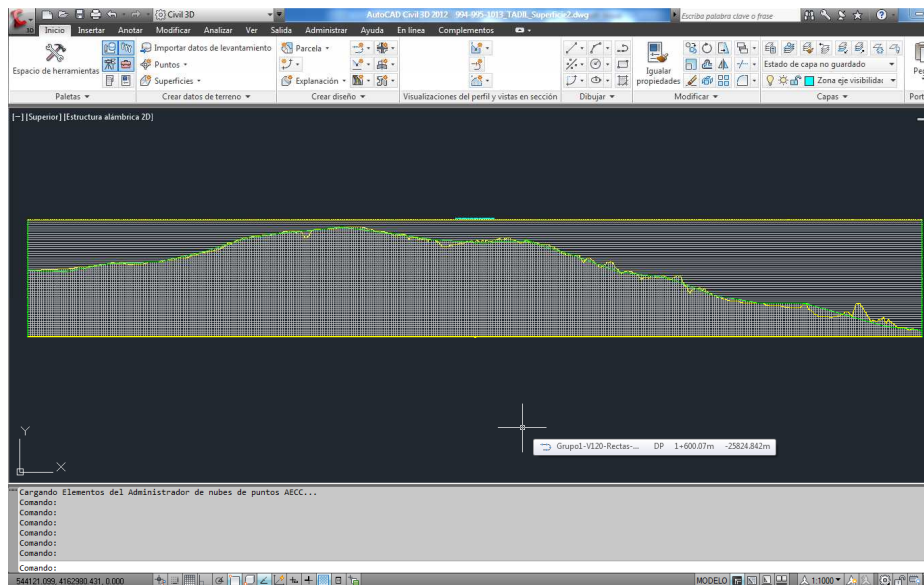 Civil 3D
AutoCAD Civil 3D 2012 994-995-1013_TADB_Superficie2.dwg
Escriba palabra clave o frase
3D
Inicio Insertar Anotar Modificar Analizar Ver Salida Administrar Ayuda En línea Complementos
Espacio de herramientas
Importar datos de levantamiento
Puntos
Superficies
Parcela
Explanación
Igualar propiedades
Estado de capa no guardado
Zona eje visibilidad
Paletas Crear datos de terreno Crear diseño Visualizaciones del perfil y vistas en sección Dibujar Modificar Capas Port
[−][Superior][Estructura alámbrica 2D]
Y
X
Grupo1-V120-Rectas-... DP 1+600.07m -25824.842m
Cargando Elementos del Administrador de nubes de puntos AECC...
Comando:
Comando:
Comando:
Comando:
Comando:
Comando:
544121.099, 4162980.431, 0.000
MODELO
1:1000